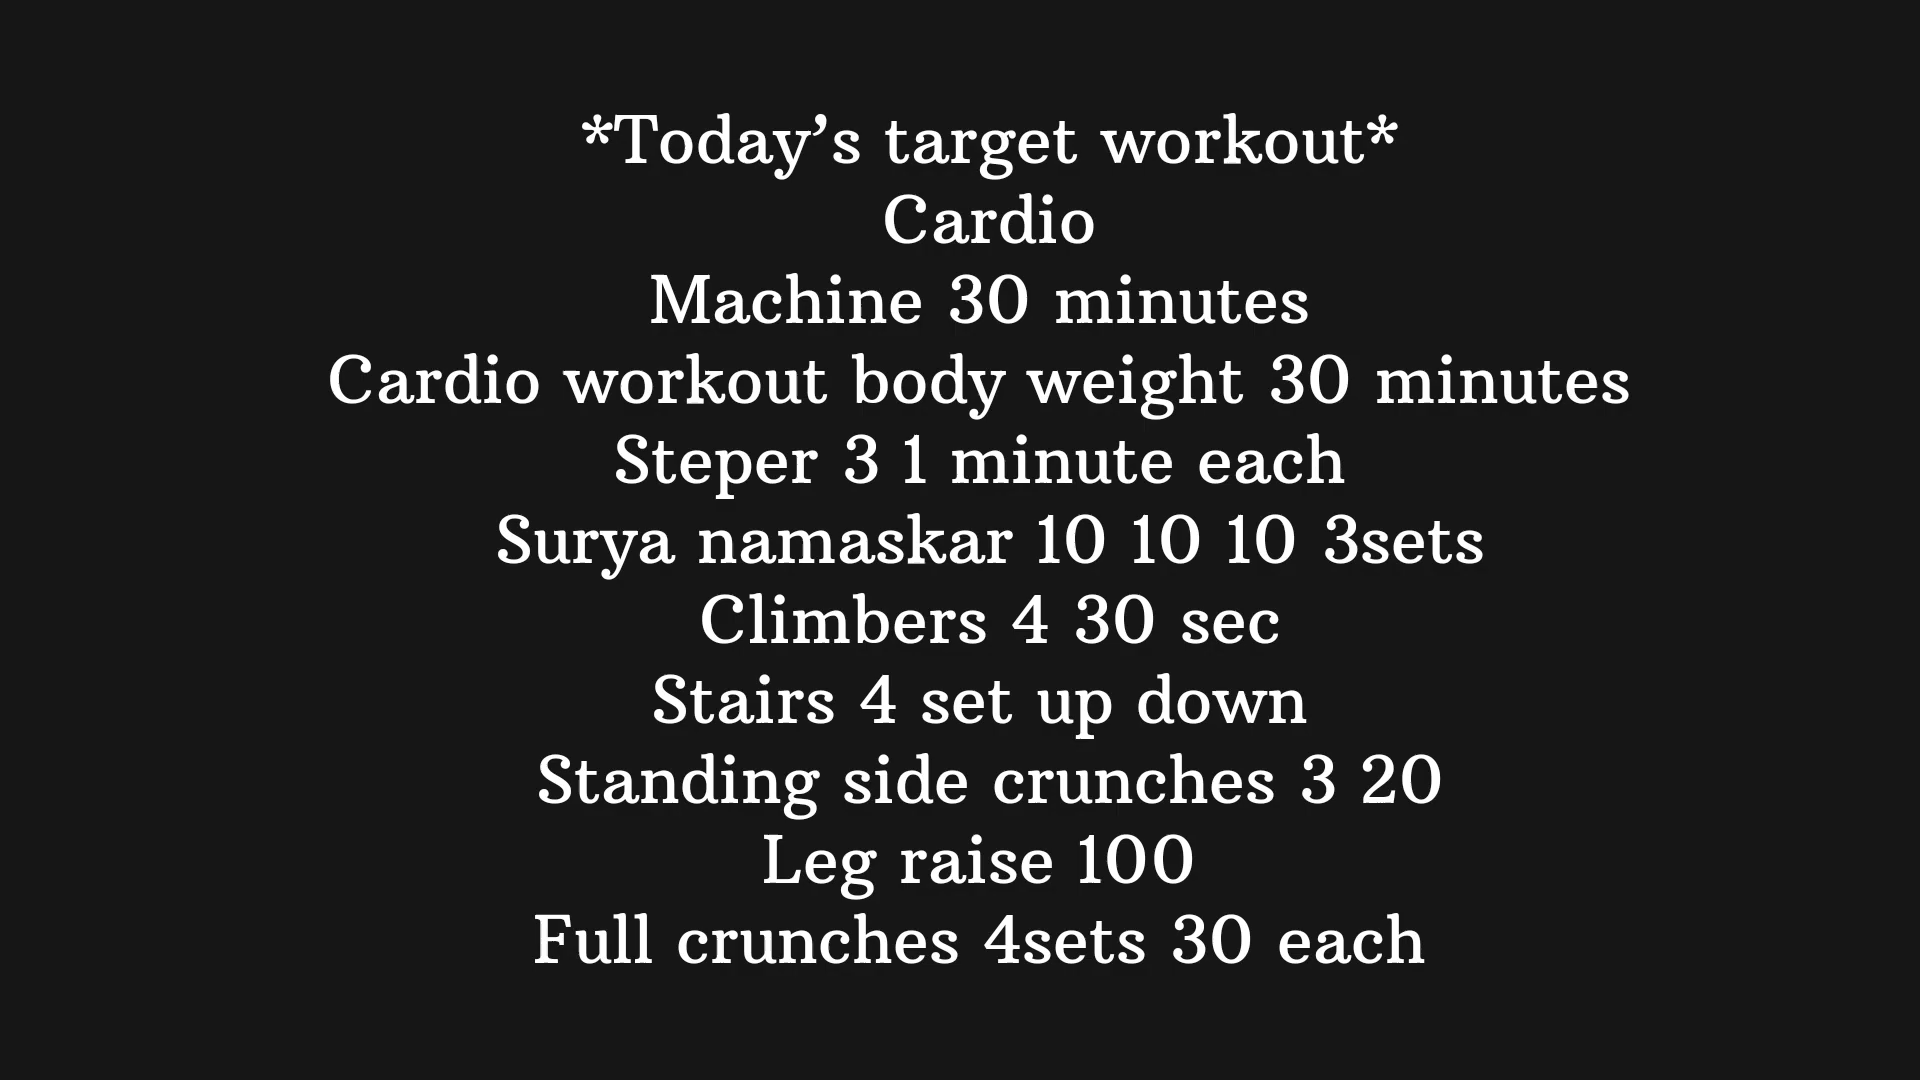 *Today’s target workout*
Cardio
Machine 30 minutes
Cardio workout body weight 30 minutes
Steper 3 1 minute each
Surya namaskar 10 10 10 3sets
Climbers 4 30 sec
Stairs 4 set up down
Standing side crunches 3 20
Leg raise 100
Full crunches 4sets 30 each